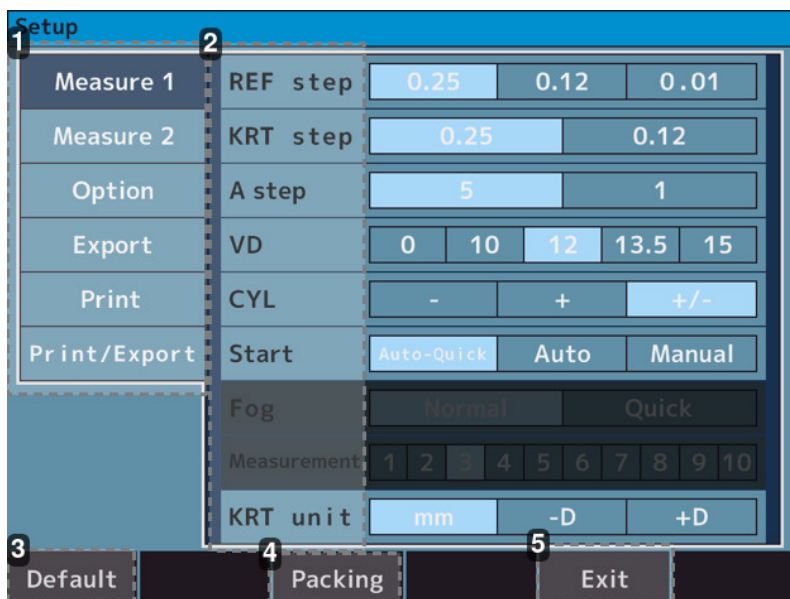 Setup
1
2
Measure 1
Measure 2
Option
Export
Print
Print/Export
REF step 0.25 0.12 0.01
KRT step 0.25 0.12
A step 5 1
VD 0 10 12 13.5 15
CYL - + +/-
Start Auto-Quick Auto Manual
Fog Normal Quick
Measurement 1 2 3 4 5 6 7 8 9 10
KRT unit mm -D +D
3
4
5
Default Packing Exit